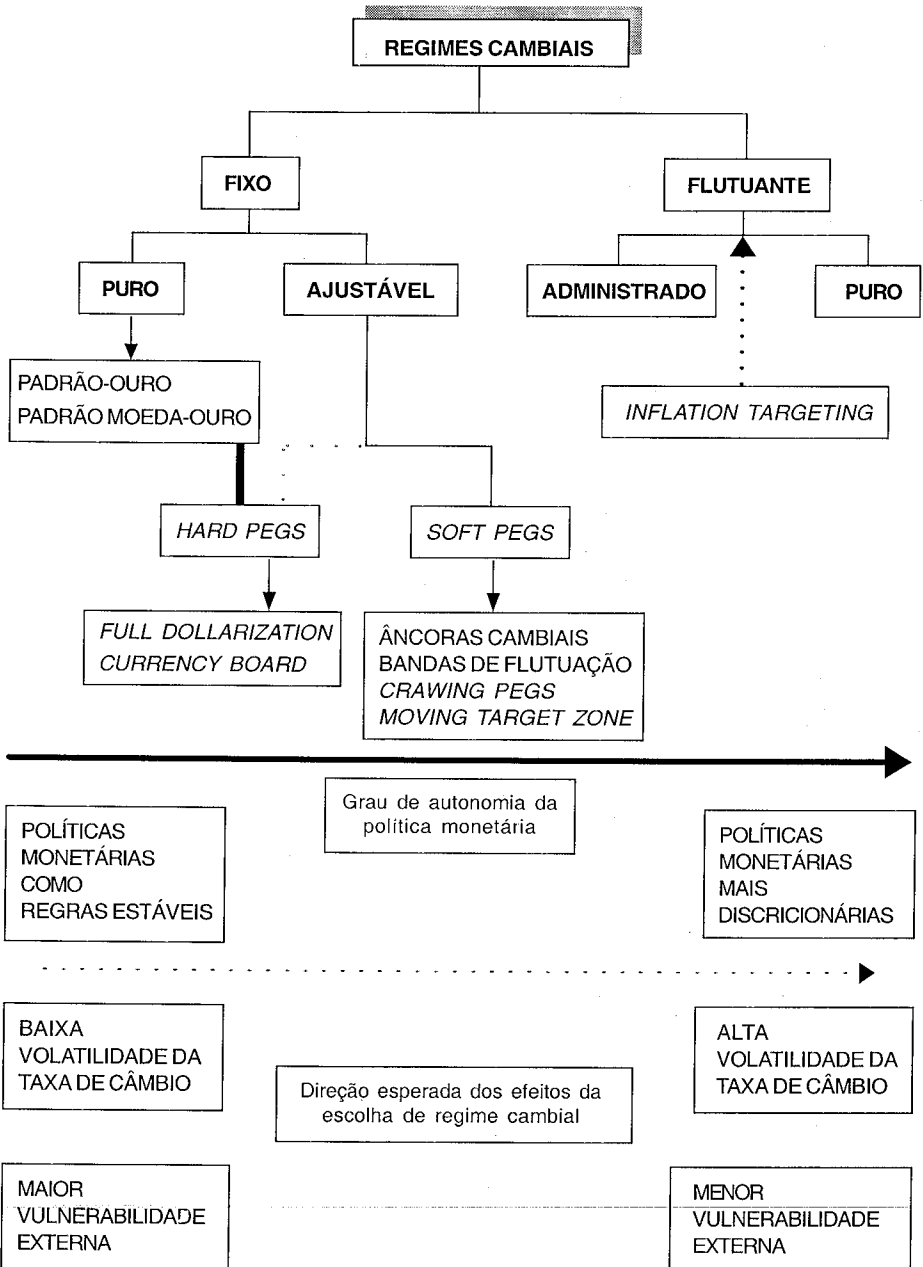 REGIMES CAMBIAIS
FIXO
FLUTUANTE
PURO
AJUSTÁVEL
ADMINISTRADO
PURO
PADRÃO-OURO
PADRÃO MOEDA-OURO
INFLATION TARGETING
HARD PEGS
SOFT PEGS
FULL DOLLARIZATION
CURRENCY BOARD
ÂNCORAS CAMBIAIS
BANDAS DE FLUTUAÇÃO
CRAWING PEGS
MOVING TARGET ZONE
Grau de autonomia da
política monetária
POLÍTICAS
MONETÁRIAS
COMO
REGRAS ESTÁVEIS
POLÍTICAS
MONETÁRIAS
MAIS
DISCRICIONÁRIAS
BAIXA
VOLATILIDADE DA
TAXA DE CÂMBIO
ALTA
VOLATILIDADE DA
TAXA DE CÂMBIO
Direção esperada dos efeitos da
escolha de regime cambial
MAIOR
VULNERABILIDADE
EXTERNA
MENOR
VULNERABILIDADE
EXTERNA